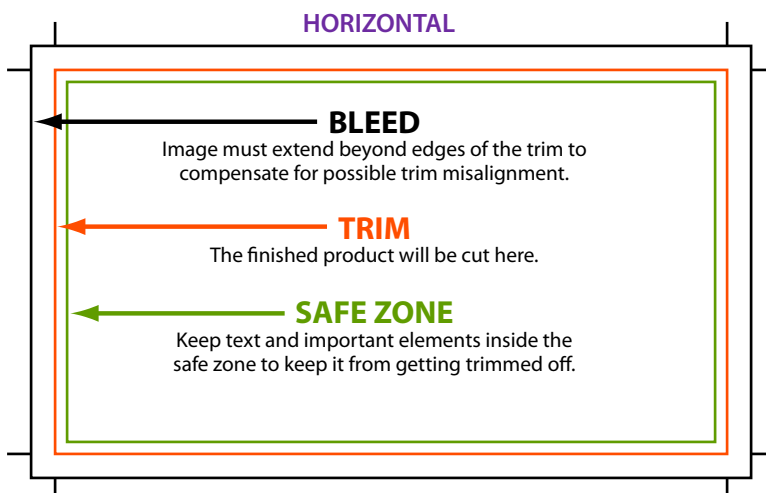 HORIZONTAL
BLEED
Image must extend beyond edges of the trim to
compensate for possible trim misalignment.
TRIM
The finished product will be cut here.
SAFE ZONE
Keep text and important elements inside the
safe zone to keep it from getting trimmed off.